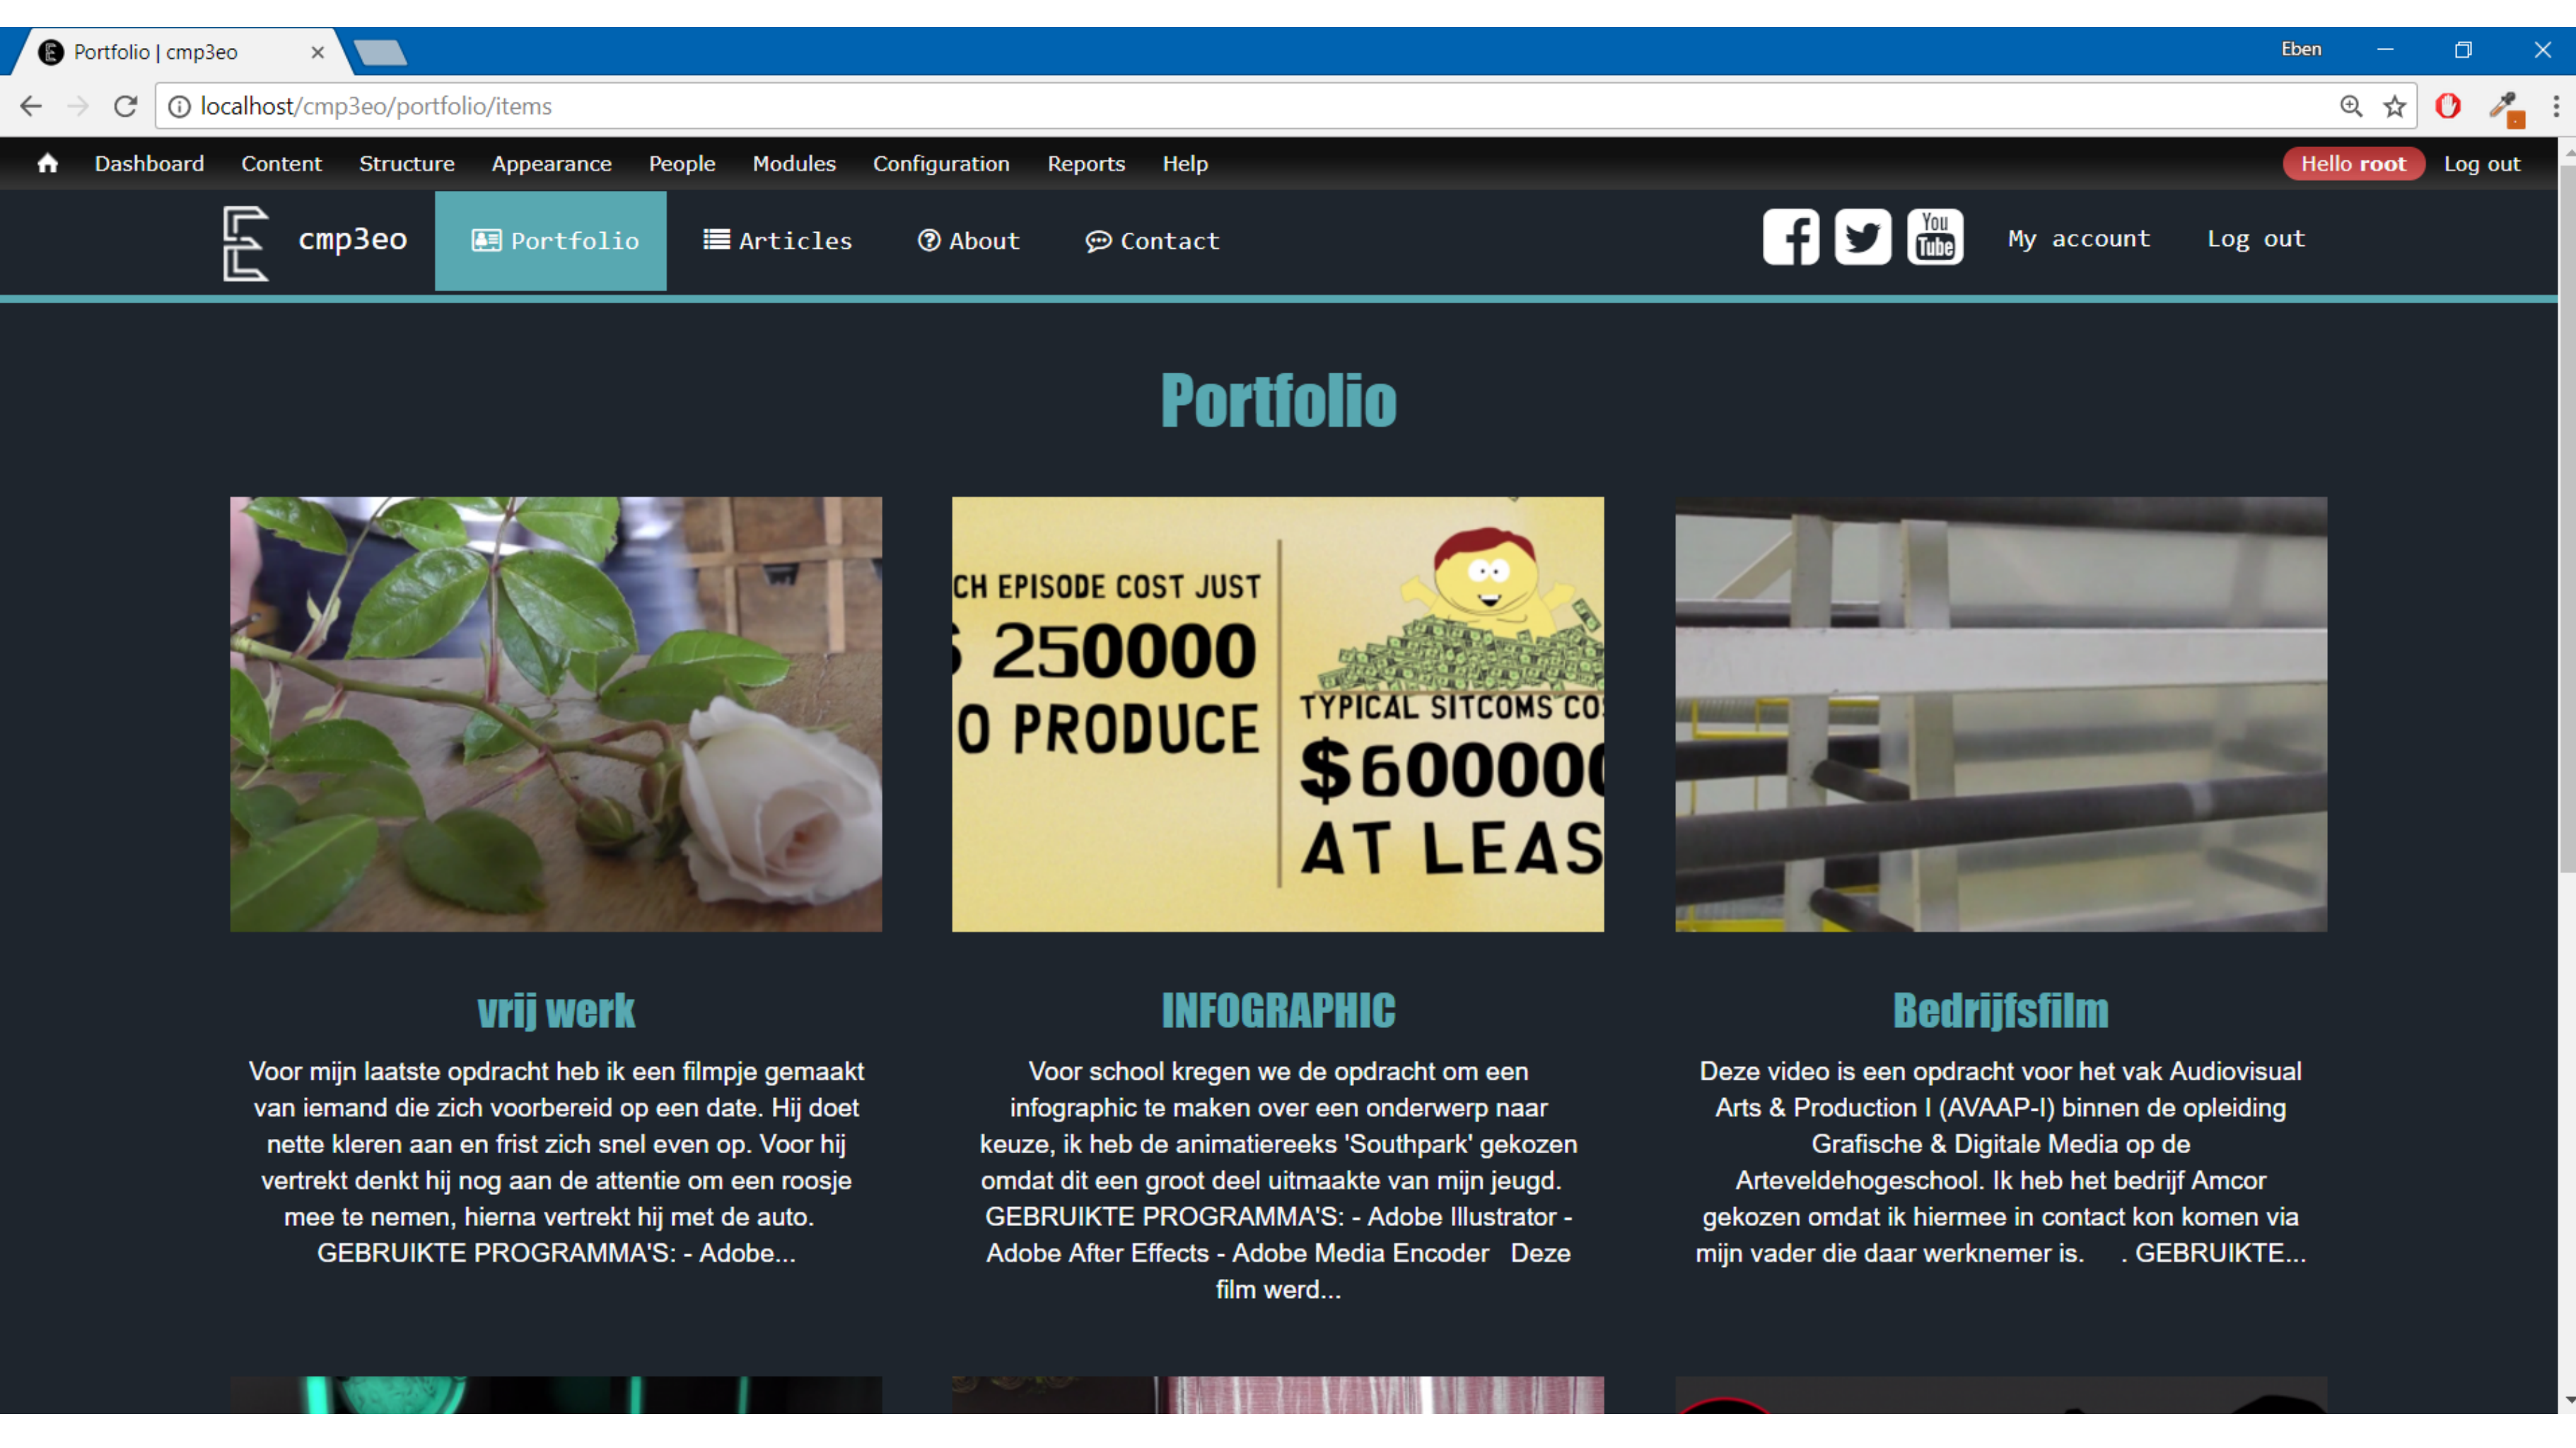 Portfolio | cmp3eo
Eben
localhost/cmp3eo/portfolio/items
Dashboard Content Structure Appearance People Modules Configuration Reports Help Hello root Log out
cmp3eo Portfolio Articles About Contact You Tube My account Log out
Portfolio
CH EPISODE COST JUST
$ 250000
O PRODUCE
TYPICAL SITCOMS CO
$600000
AT LEAS
vrij werk
Voor mijn laatste opdracht heb ik een filmpje gemaakt
van iemand die zich voorbereid op een date. Hij doet
nette kleren aan en frist zich snel even op. Voor hij
vertrekt denkt hij nog aan de attentie om een roosje
mee te nemen, hierna vertrekt hij met de auto.
GEBRUIKTE PROGRAMMA'S: - Adobe...
INFOGRAPHIC
Voor school kregen we de opdracht om een
infographic te maken over een onderwerp naar
keuze, ik heb de animatiereeks 'Southpark' gekozen
omdat dit een groot deel uitmaakte van mijn jeugd.
GEBRUIKTE PROGRAMMA'S: - Adobe Illustrator -
Adobe After Effects - Adobe Media Encoder Deze
film werd...
Bedrijfsfilm
Deze video is een opdracht voor het vak Audiovisual
Arts & Production I (AVAAP-I) binnen de opleiding
Grafische & Digitale Media op de
Arteveldehogeschool. Ik heb het bedrijf Amcor
gekozen omdat ik hiermee in contact kon komen via
mijn vader die daar werknemer is. . GEBRUIKTE...